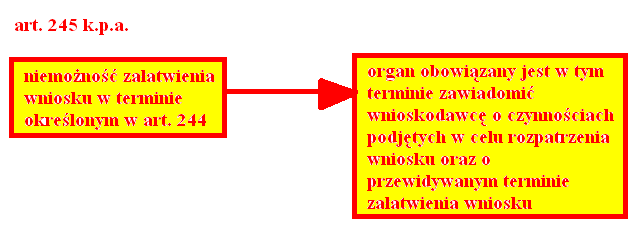 art. 245 k.p.a.
niemożność załatwienia
wniosku w terminie
określonym w art. 244
organ obowiązany jest w tym
terminie zawiadomić
wnioskodawcę o czynnościach
podjętych w celu rozpatrzenia
wniosku oraz o
przewidywanym terminie
załatwienia wniosku